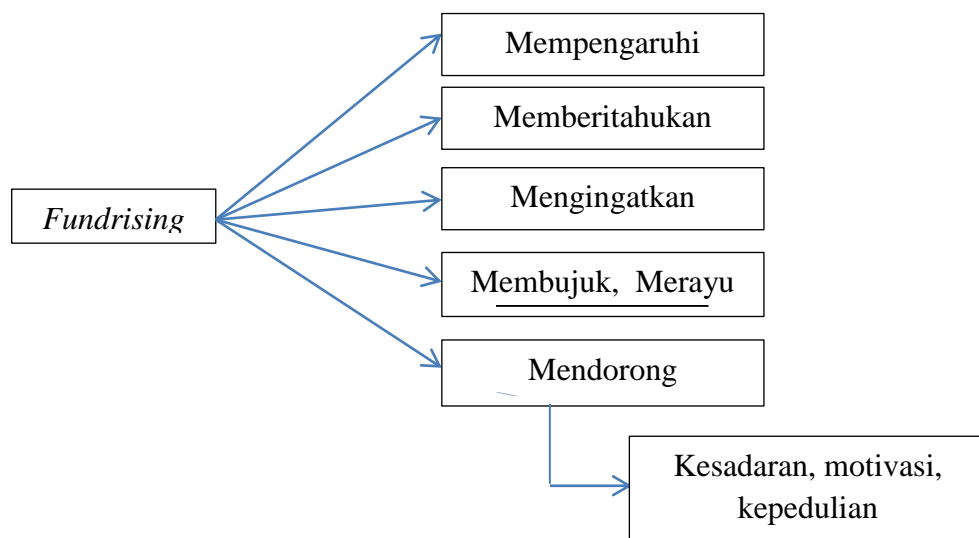 Mempengaruhi
Memberitahukan
Mengingatkan
Fundrising
Membujuk, Merayu
Mendorong
Kesadaran, motivasi,
kepedulian